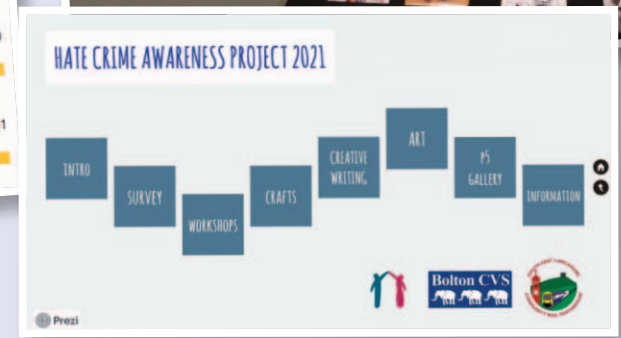 HATE CRIME AWARENESS PROJECT 2021
INTRO
SURVEY
WORKSHOPS
CRAFTS
CREATIVE
WRITING
ART
P5
GALLERY
INFORMATION
Bolton CVS
Prezi